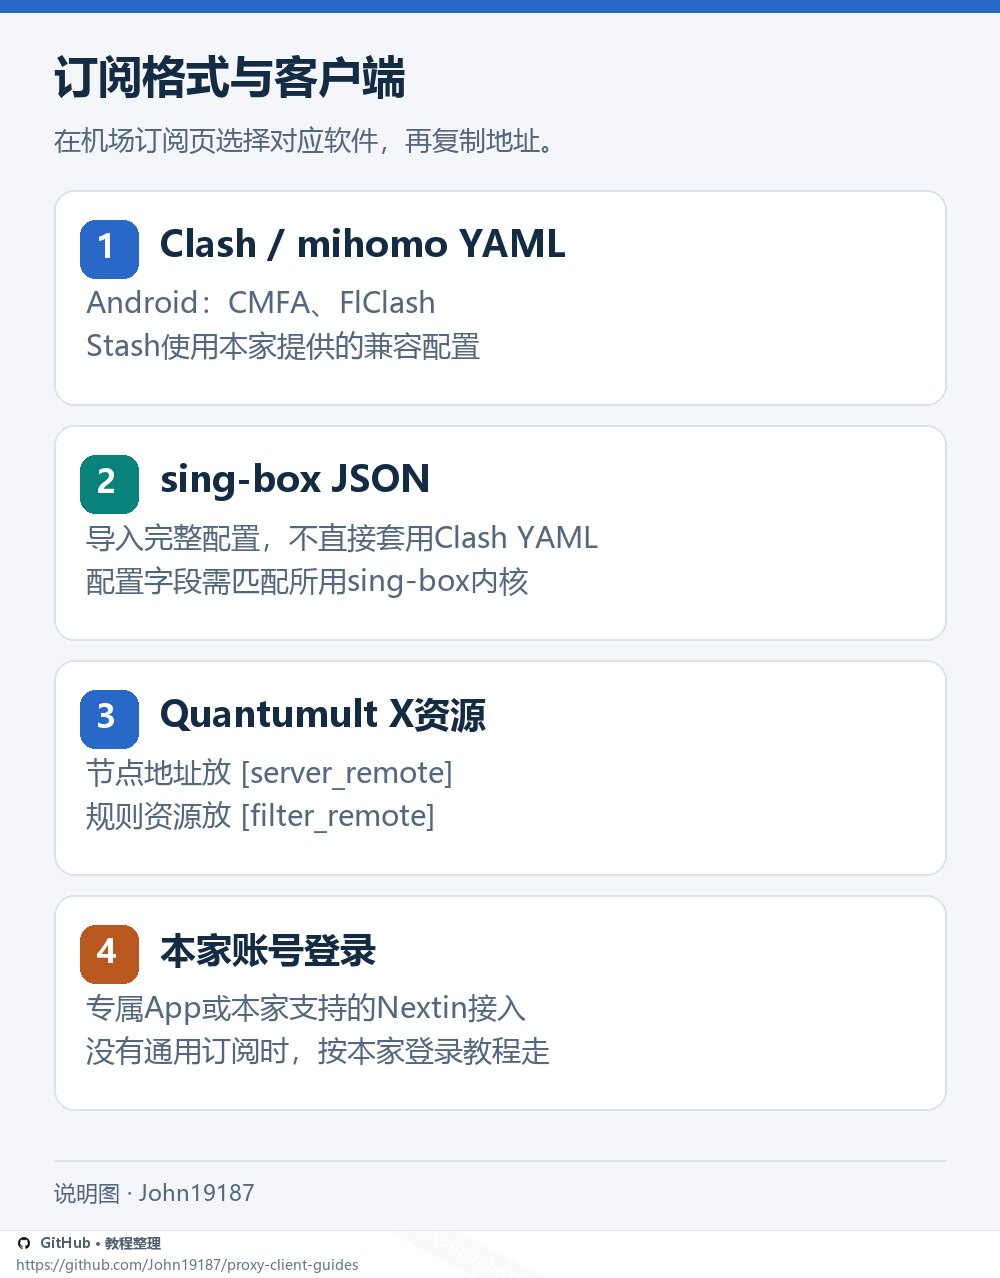 订阅格式与客户端
在机场订阅页选择对应软件，再复制地址。
1 Clash / mihomo YAML
Android：CMFA、FlClash
Stash使用本家提供的兼容配置
2 sing-box JSON
导入完整配置，不直接套用Clash YAML
配置字段需匹配所用sing-box内核
3 Quantumult X资源
节点地址放 [server_remote]
规则资源放 [filter_remote]
4 本家账号登录
专属App或本家支持的Nextin接入
没有通用订阅时，按本家登录教程走
说明图 · John19187
GitHub • 教程整理
https://github.com/John19187/proxy-client-guides